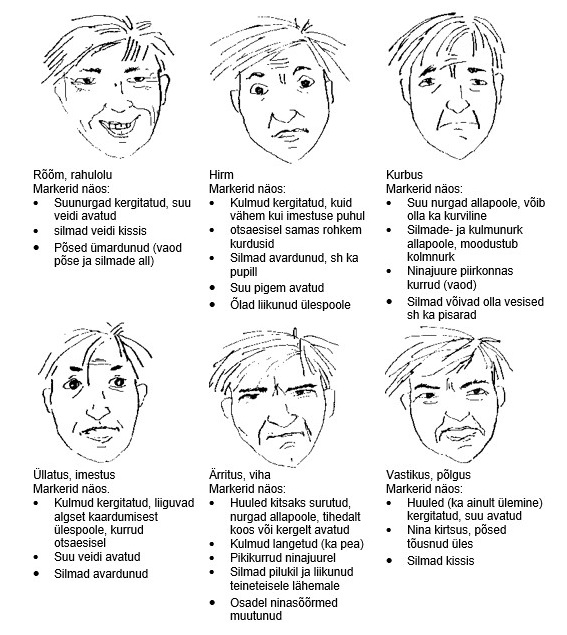 Rõõm, rahulolu
Markerid näos:
• Suunurgad kergitatud, suu
veidi avatud
• silmad veidi kissis
• Põsed ümardunud (vaod
põse ja silmade all)
Hirm
Markerid näos:
• Kulmud kergitatud, kuid
vähem kui imestuse puhul
• otsaesisel samas rohkem
kurdusid
• Silmad avardunud, sh ka
pupill
• Suu pigem avatud
• Õlad liikunud ülespoole
Kurbus
Markerid näos:
• Suu nurgad allapoole, võib
olla ka kurviline
• Silmade- ja kulmunurk
allapoole, moodustub
kolmnurk
• Ninajuure piirkonnas
kurrud (vaod)
• Silmad võivad olla vesised
sh ka pisarad
Üllatus, imestus
Markerid näos.
• Kulmud kergitatud, liiguvad
algset kaardumisest
ülespoole, kurrud
otsaesisel
• Suu veidi avatud
• Silmad avardunud
Ärritus, viha
Markerid näos:
• Huuled kitsaks surutud,
nurgad allapoole, tihedalt
koos või kergelt avatud
• Kulmud langetud (ka pea)
• Pikikurrud ninajuurel
• Silmad pilukil ja liikunud
teineteisele lähemale
• Osadel ninasõõrmed
muutunud
Vastikus, põlgus
Markerid näos:
• Huuled (ka ainult ülemine)
kergitatud, suu avatud
• Nina kirtsus, põsed
tõusnud üles
• Silmad kissis